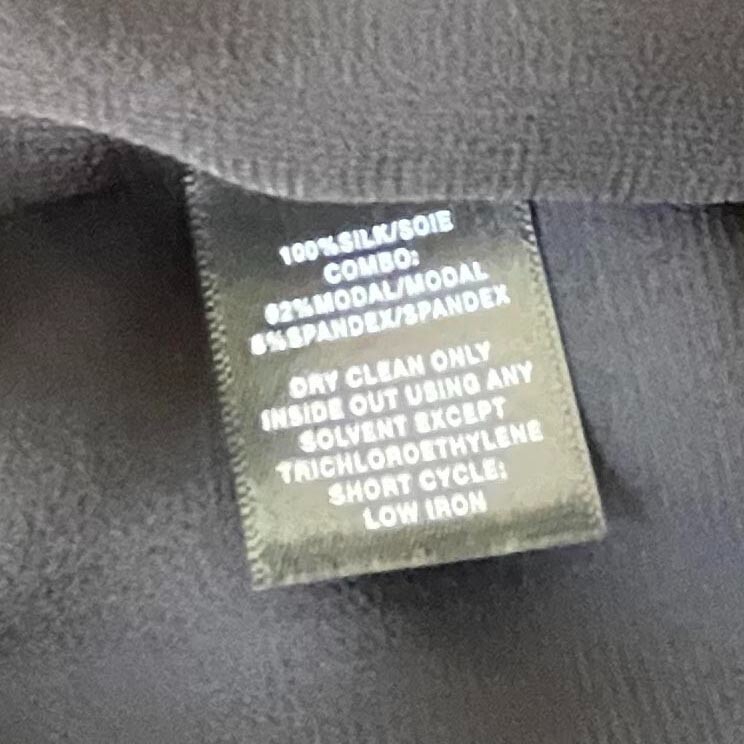 100%SILK/SOIE
COMBO:
92%MODAL/MODAL
8%SPANDEX/SPANDEX
DRY CLEAN ONLY
INSIDE OUT USING ANY
SOLVENT EXCEPT
TRICHLOROETHYLENE
SHORT CYCLE:
LOW IRON